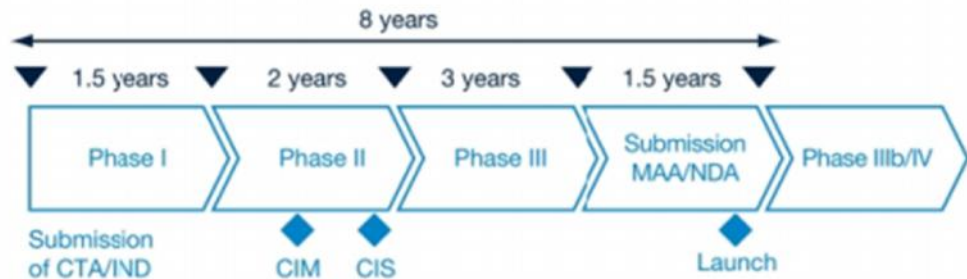 8 years
1.5 years
2 years
3 years
1.5 years
Phase I
Phase II
Phase III
Submission
MAA/NDA
Phase IIIb/IV
Submission
of CTA/IND
CIM
CIS
Launch